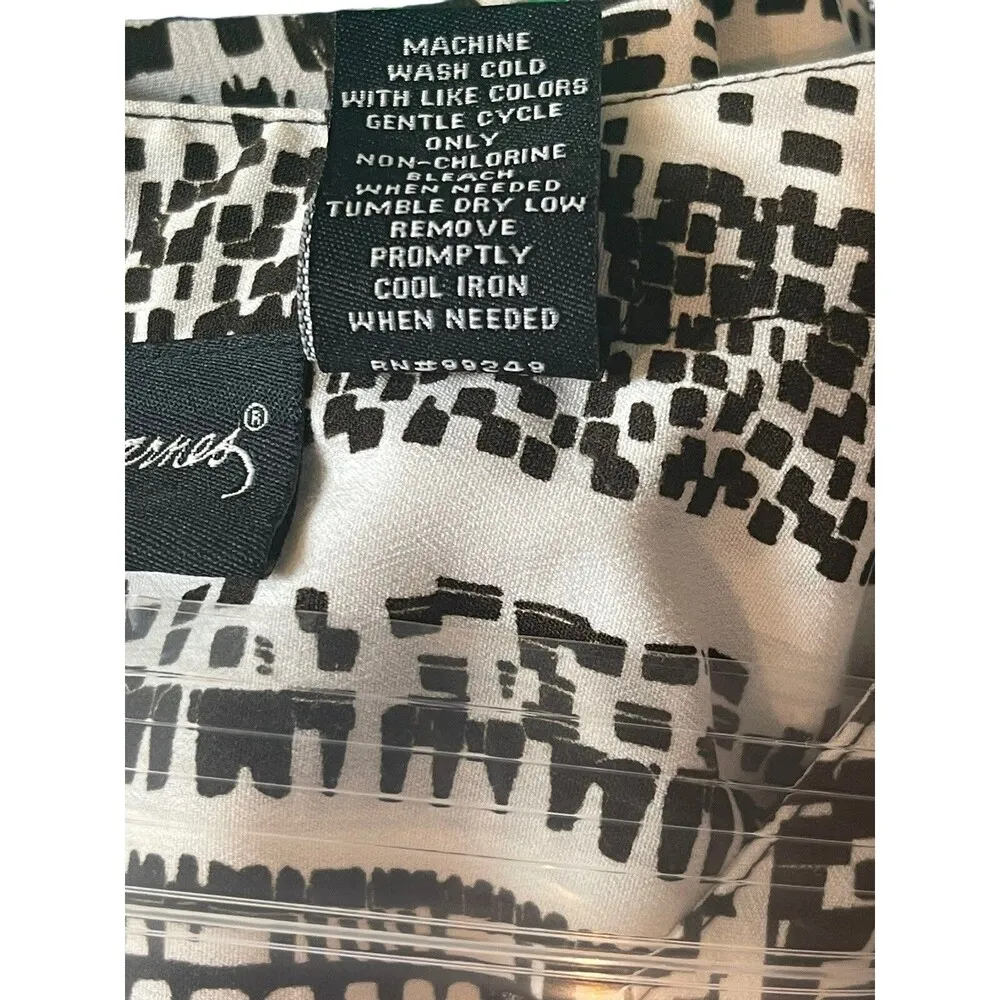 MACHINE
WASH COLD
WITH LIKE COLORS
GENTLE CYCLE
ONLY
NON-CHLORINE
BLEACH
WHEN NEEDED
TUMBLE DRY LOW
REMOVE
PROMPTLY
COOL IRON
WHEN NEEDED
RN#99249
®